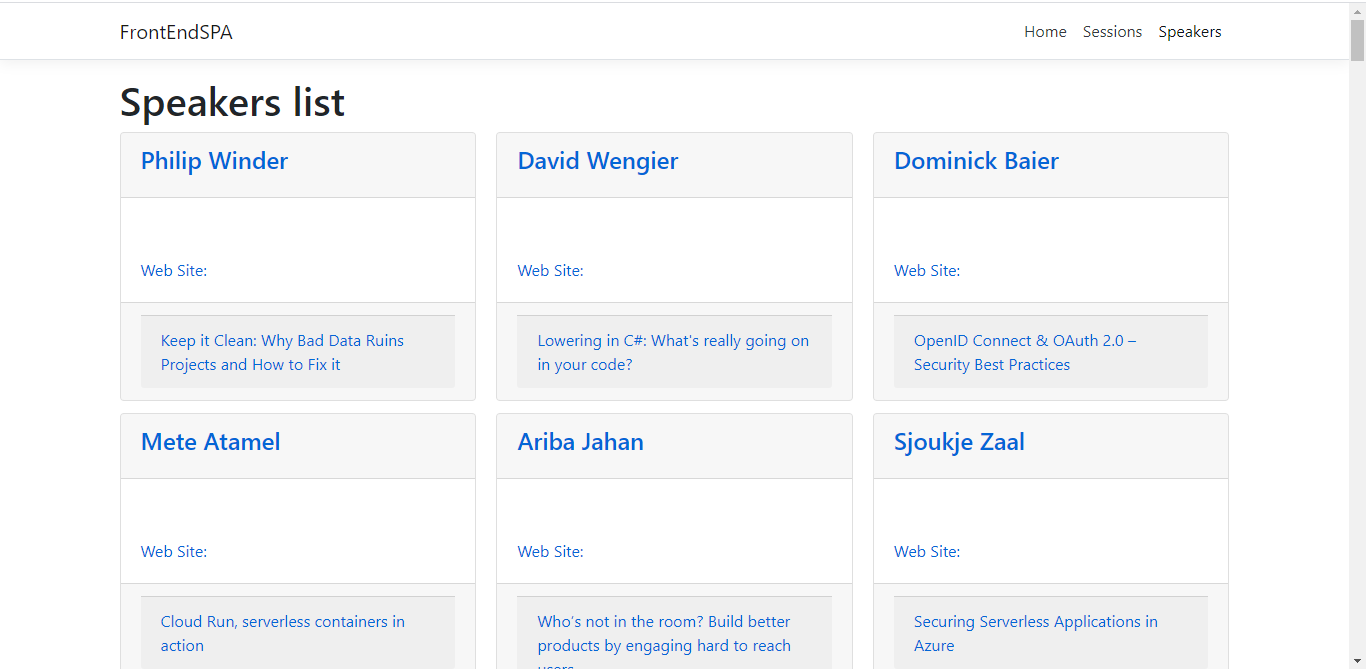 FrontEndSPA
Home Sessions Speakers
Speakers list
Philip Winder
Web Site:
Keep it Clean: Why Bad Data Ruins
Projects and How to Fix it
David Wengier
Web Site:
Lowering in C#: What's really going on
in your code?
Dominick Baier
Web Site:
OpenID Connect & OAuth 2.0 –
Security Best Practices
Mete Atamel
Web Site:
Cloud Run, serverless containers in
action
Ariba Jahan
Web Site:
Who's not in the room? Build better
products by engaging hard to reach
users
Sjoukje Zaal
Web Site:
Securing Serverless Applications in
Azure